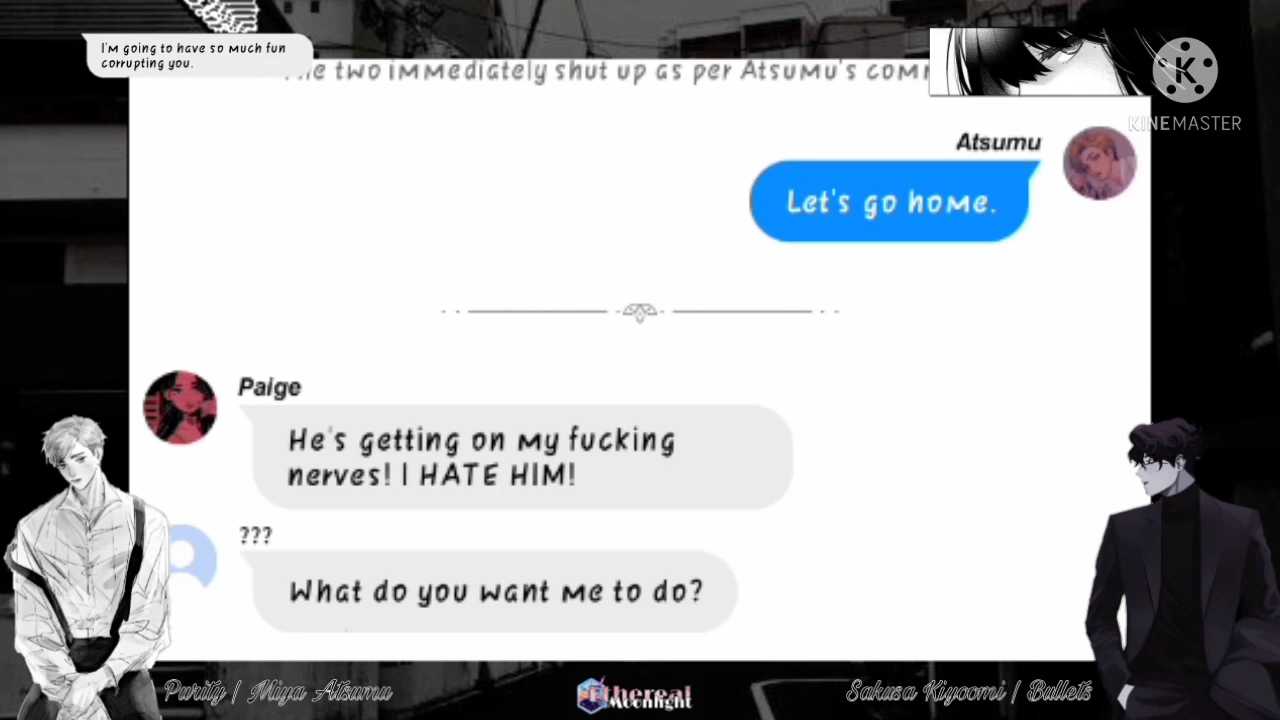 I'm going to have so much fun
corrupting you.
The two immediately shut up as per Atsumu's
KINEMASTER
Atsumu
Let's go home.
Paige
He's getting on my fucking
nerves! I HATE HIM!
???
What do you want me to do?
Purity | Miya Atsumu
Ethereal
Moonlight
Sakusa Kiyoomi | Bullets